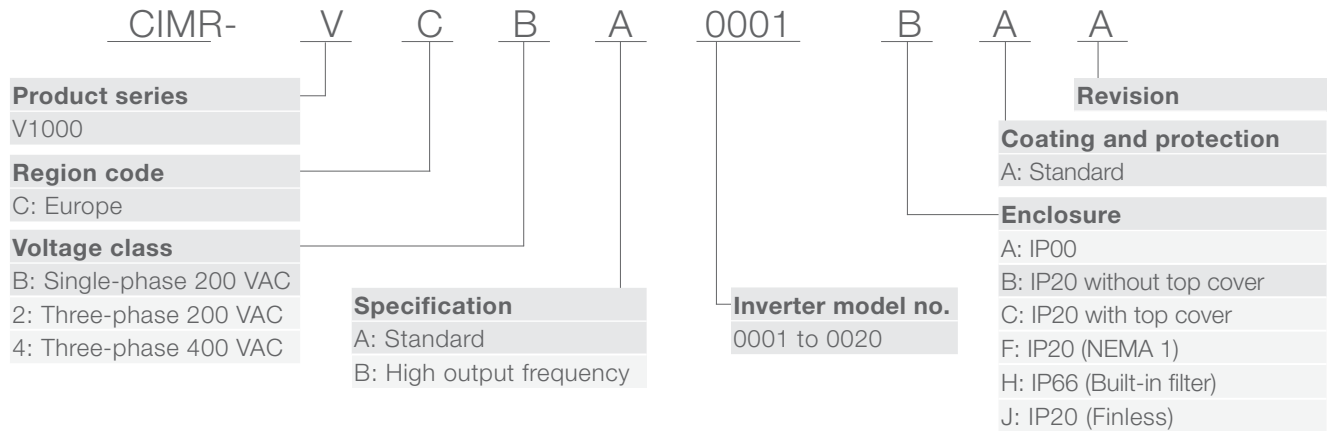 CIMR- V C B A 0001 B A A
Product series
V1000
Region code
C: Europe
Voltage class
B: Single-phase 200 VAC
2: Three-phase 200 VAC
4: Three-phase 400 VAC
Specification
A: Standard
B: High output frequency
Inverter model no.
0001 to 0020
Revision
Coating and protection
A: Standard
Enclosure
A: IP00
B: IP20 without top cover
C: IP20 with top cover
F: IP20 (NEMA 1)
H: IP66 (Built-in filter)
J: IP20 (Finless)